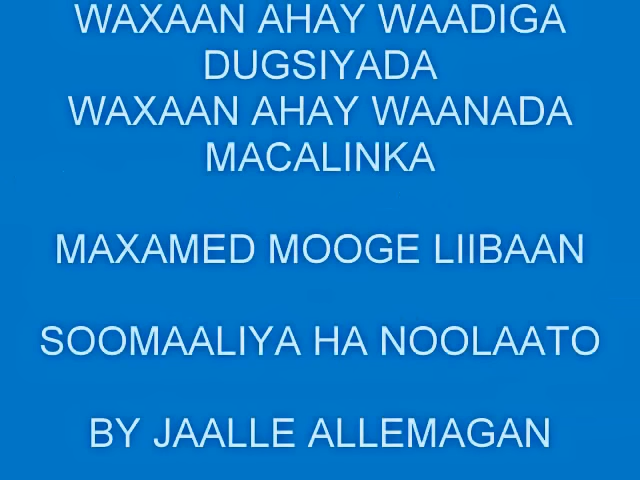 WAXAAN AHAY WAADIGA
DUGSIYADA
WAXAAN AHAY WAANADA
MACALINKA
MAXAMED MOOGE LIIBAAN
SOOMAALIYA HA NOOLAATO
BY JAALLE ALLEMAGAN